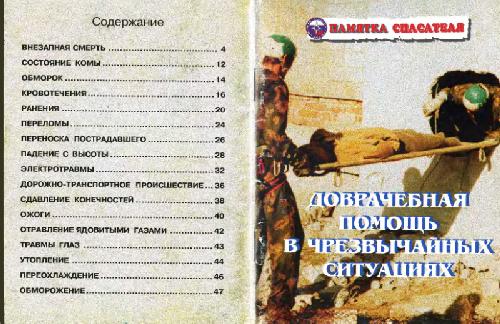 Содержание
ВНЕЗАПНАЯ СМЕРТЬ 4
СОСТОЯНИЕ КОМЫ 12
ОБМОРОК 14
КРОВОТЕЧЕНИЯ 16
РАНЕНИЯ 20
ПЕРЕЛОМЫ 24
ПЕРЕНОСКА ПОСТРАДАВШЕГО 26
ПАДЕНИЕ С ВЫСОТЫ 28
ЭЛЕКТРОТРАВМЫ 32
ДОРОЖНО-ТРАНСПОРТНОЕ ПРОИСШЕСТВИЕ 36
СДАВЛЕНИЕ КОНЕЧНОСТЕЙ 38
ОЖОГИ 40
ОТРАВЛЕНИЕ ЯДОВИТЫМИ ГАЗАМИ 42
ТРАВМЫ ГЛАЗ 43
УТОПЛЕНИЕ 44
ПЕРЕОХЛАЖДЕНИЕ 46
ОБМОРОЖЕНИЕ 47
ПАМЯТКА СПАСАТЕЛЯ
ДОВРАЧЕБНАЯ
ПОМОЩЬ
В ЧРЕЗВЫЧАЙНЫХ
СИТУАЦИЯХ